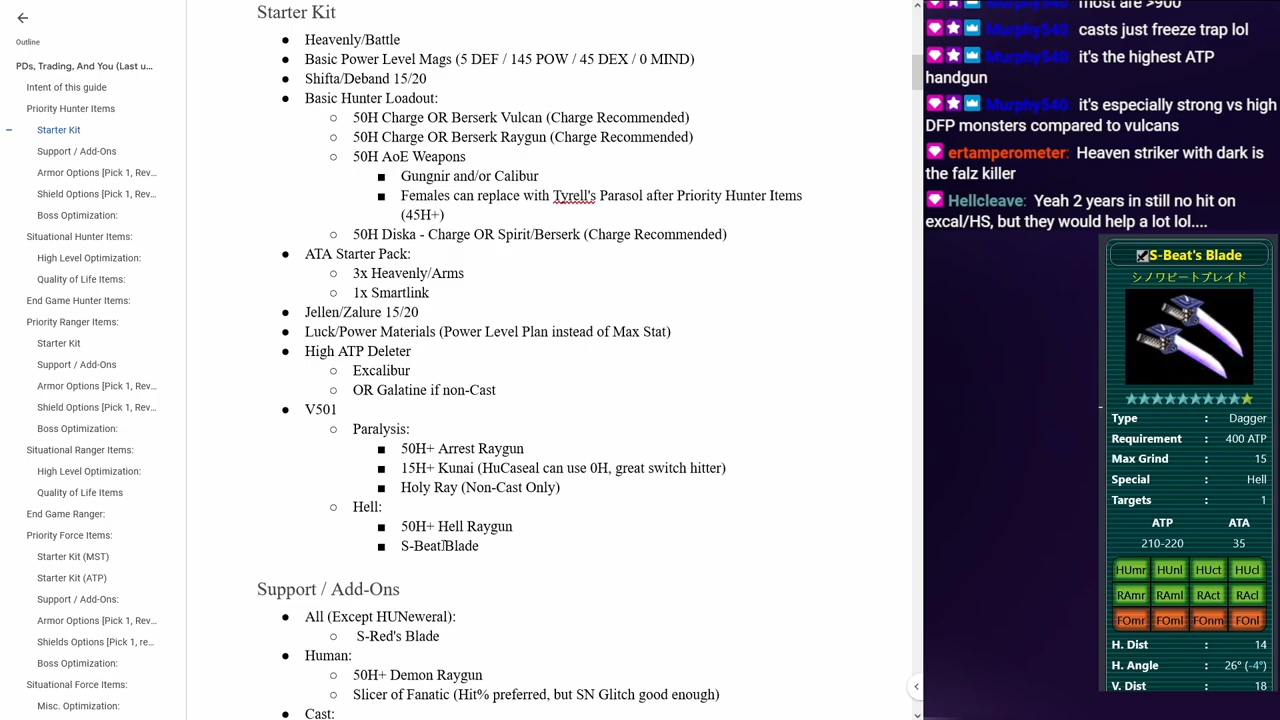 Outline
PDs, Trading, And You (Last u...
Intent of this guide
Priority Hunter Items
Starter Kit
Support / Add-Ons
Armor Options [Pick 1, Rev...
Shield Options [Pick 1, Rev...
Boss Optimization:
Situational Hunter Items:
High Level Optimization:
Quality of Life Items:
End Game Hunter Items:
Priority Ranger Items:
Starter Kit
Support / Add-Ons
Armor Options [Pick 1, Rev...
Shield Options [Pick 1, Rev...
Boss Optimization:
Situational Ranger Items:
High Level Optimization:
Quality of Life Items
End Game Ranger:
Priority Force Items:
Starter Kit (MST)
Starter Kit (ATP)
Support / Add-Ons:
Armor Options [Pick 1, Rev...
Shields Options [Pick 1, re...
Boss Optimization:
Situational Force Items:
Misc. Optimization:
Starter Kit
● Heavenly/Battle
● Basic Power Level Mags (5 DEF / 145 POW / 45 DEX / 0 MIND)
● Shifta/Deband 15/20
● Basic Hunter Loadout:
○ 50H Charge OR Berserk Vulcan (Charge Recommended)
○ 50H Charge OR Berserk Raygun (Charge Recommended)
○ 50H AoE Weapons
■ Gungnir and/or Calibur
■ Females can replace with Tyrell's Parasol after Priority Hunter Items
(45H+)
○ 50H Diska - Charge OR Spirit/Berserk (Charge Recommended)
● ATA Starter Pack:
○ 3x Heavenly/Arms
○ 1x Smartlink
● Jellen/Zalure 15/20
● Luck/Power Materials (Power Level Plan instead of Max Stat)
● High ATP Deleter
○ Excalibur
○ OR Galatine if non-Cast
● V501
○ Paralysis:
■ 50H+ Arrest Raygun
■ 15H+ Kunai (HuCaseal can use 0H, great switch hitter)
■ Holy Ray (Non-Cast Only)
○ Hell:
■ 50H+ Hell Raygun
■ S-Beat Blade
Support / Add-Ons
● All (Except HUNeweral):
○ S-Red's Blade
● Human:
○ 50H+ Demon Raygun
○ Slicer of Fanatic (Hit% preferred, but SN Glitch good enough)
● Cast:
Murphy540: most are >900
Murphy540: casts just freeze trap lol
Murphy540: it's the highest ATP
handgun
Murphy540: it's especially strong vs high
DFP monsters compared to vulcans
ertamperometer: Heaven striker with dark is
the falz killer
Hellcleave: Yeah 2 years in still no hit on
excal/HS, but they would help a lot lol....
S-Beat's Blade
シノワビートブレイド
★★★★★★★★★★
Type : Dagger
Requirement : 400 ATP
Max Grind : 15
Special : Hell
Targets : 1
ATP ATA
210-220 35
HUmr HUnl HUct HUcl
RAmr RAml RAct RAcl
FOmr FOml FOnm FOnl
H. Dist : 14
H. Angle : 26° (-4°)
V. Dist : 18